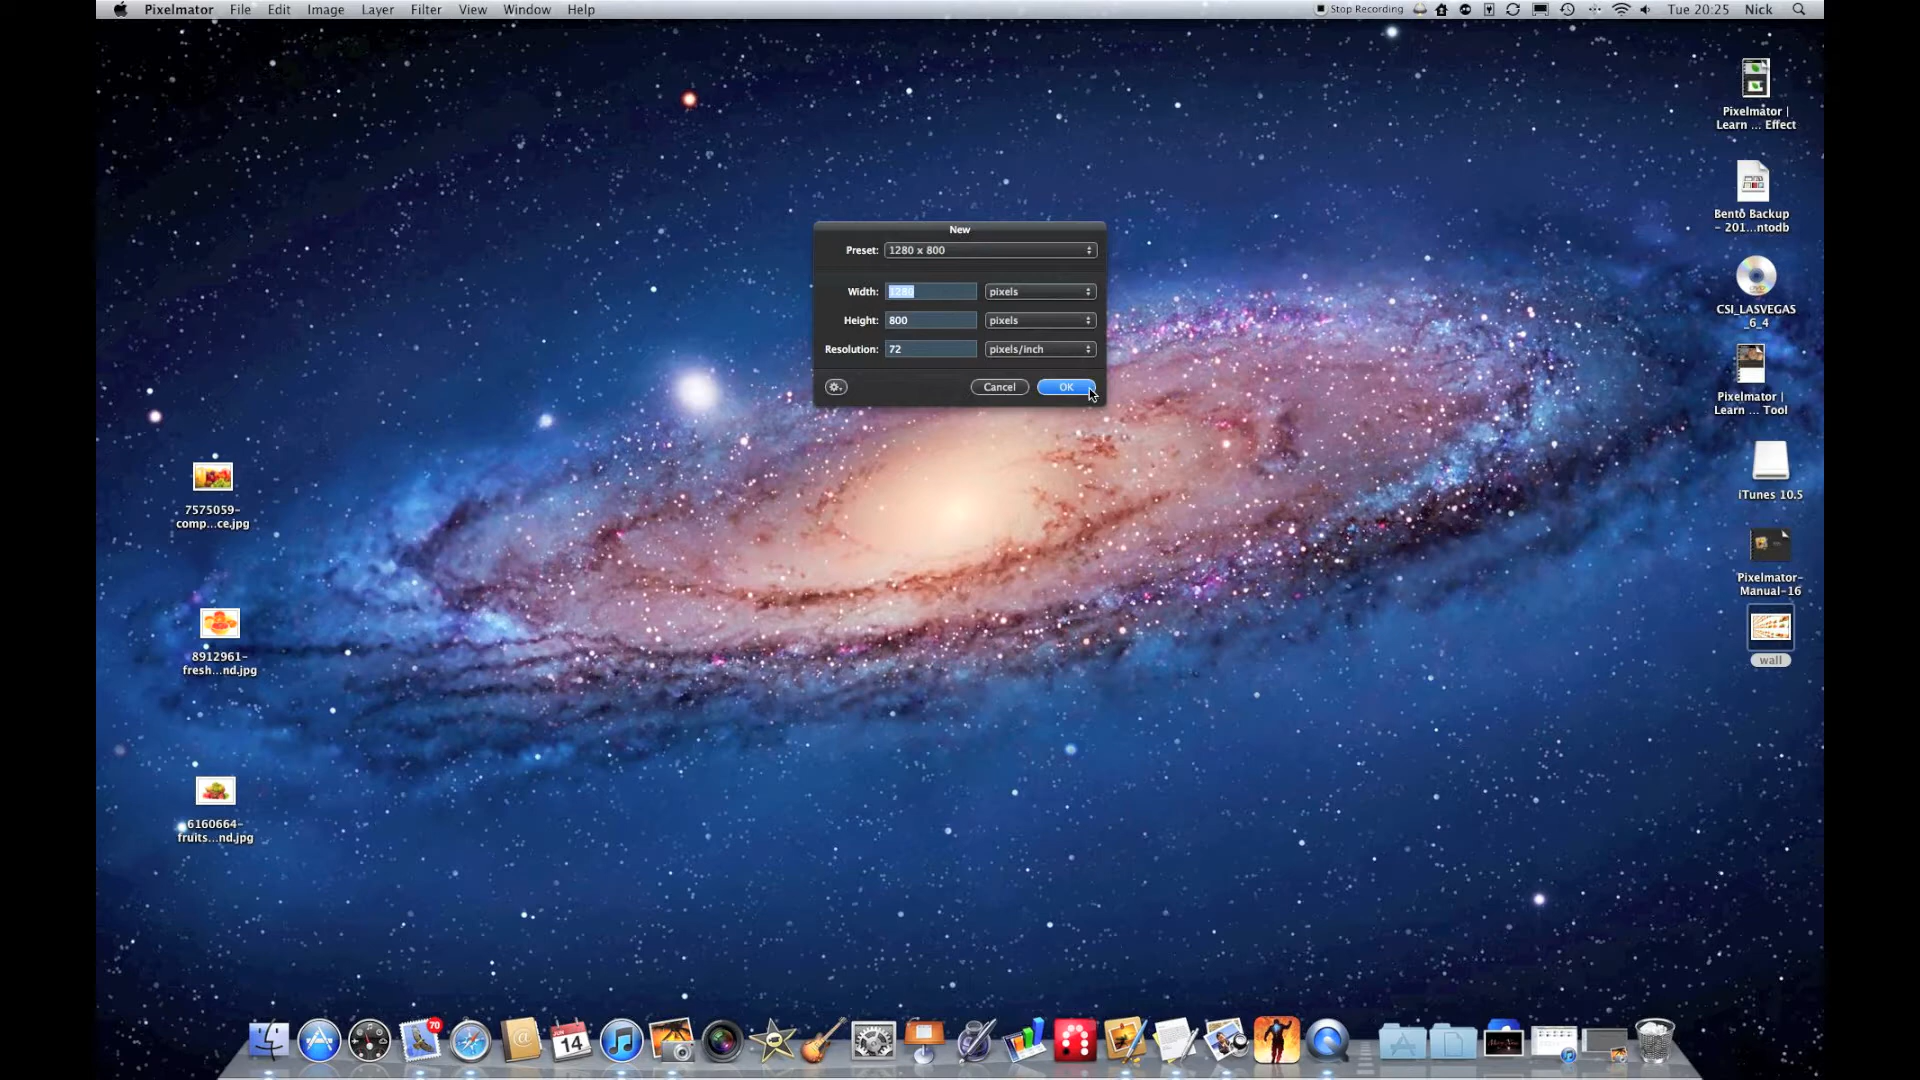 Pixelmator File Edit Image Layer Filter View Window Help
Stop Recording Tue 20:25 Nick
New
Preset: 1280 x 800
Width: 1280 pixels
Height: 800 pixels
Resolution: 72 pixels/inch
Cancel OK
Pixelmator |
Learn ... Effect
Bento Backup
- 201...ntodb
CSI_LASVEGAS
_6_4
Pixelmator |
Learn ... Tool
iTunes 10.5
Pixelmator-
Manual-16
wall
7575059-
comp...ce.jpg
8912961-
fresh...nd.jpg
6160664-
fruits...nd.jpg
70
14